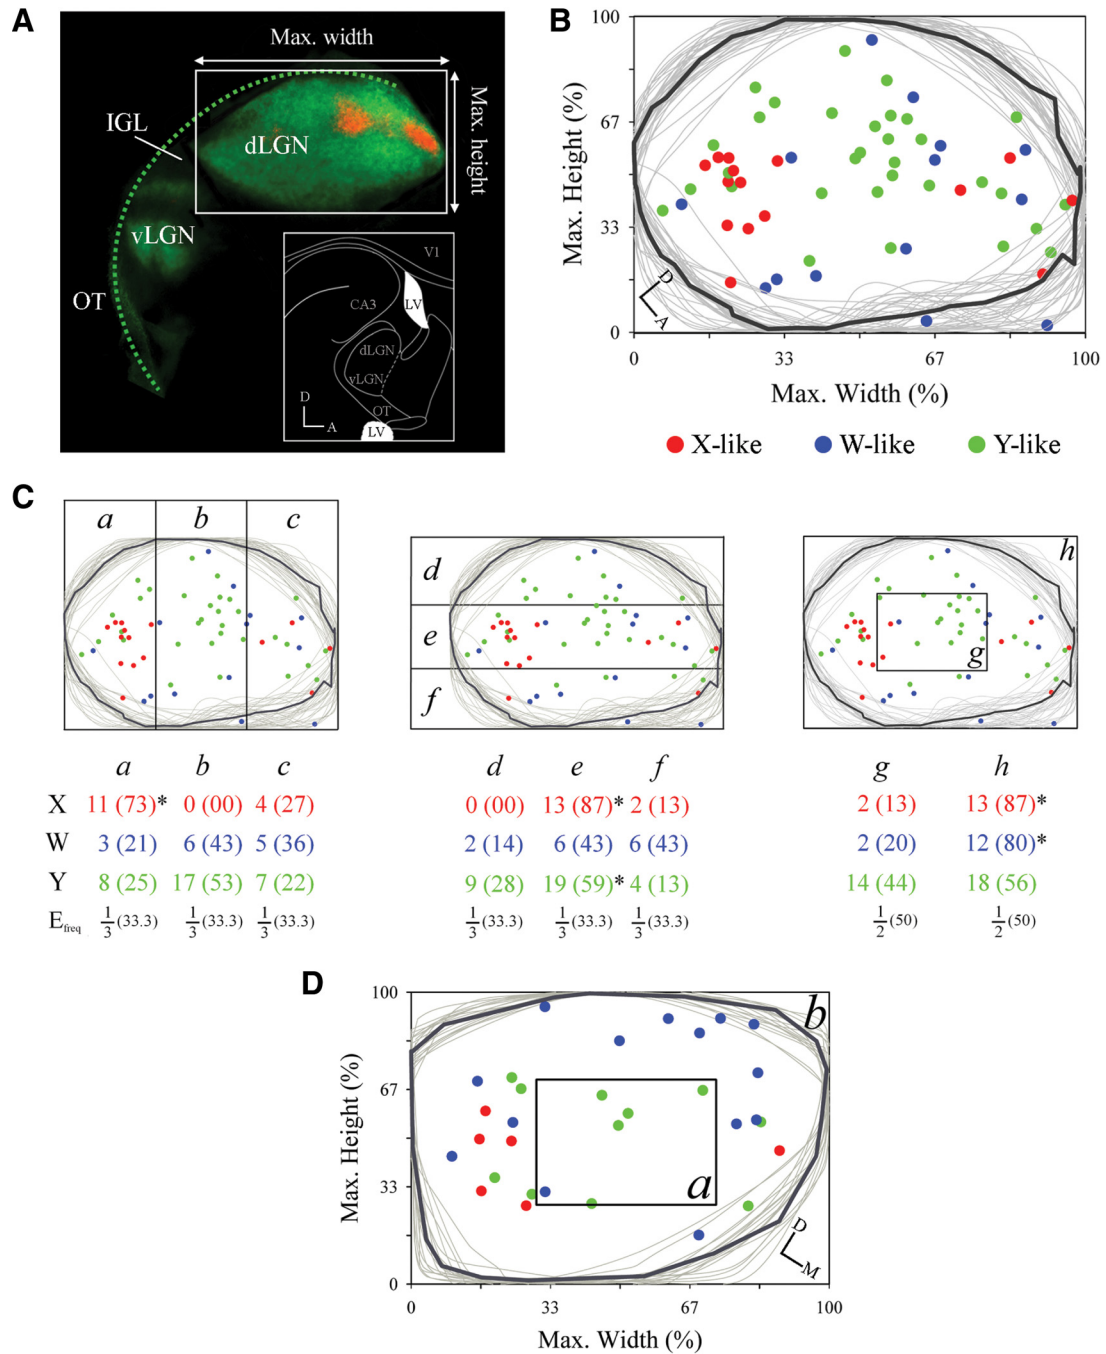 A
Max. width
Max. height
IGL
dLGN
vLGN
OT
V1
CA3
LV
dLGN
vLGN
OT
D
A
LV
B
100
67
33
0
Max. Height (%)
D
A
0 33 67 100
Max. Width (%)
X-like W-like Y-like
C
a b c
d
e
f
h
g
a b c d e f g h
X 11 (73)* 0 (00) 4 (27) 0 (00) 13 (87)* 2 (13) 2 (13) 13 (87)*
W 3 (21) 6 (43) 5 (36) 2 (14) 6 (43) 6 (43) 2 (20) 12 (80)*
Y 8 (25) 17 (53) 7 (22) 9 (28) 19 (59)* 4 (13) 14 (44) 18 (56)
Efreq 1/3 (33.3) 1/3 (33.3) 1/3 (33.3) 1/3 (33.3) 1/3 (33.3) 1/3 (33.3) 1/2 (50) 1/2 (50)
D
100
67
33
0
Max. Height (%)
b
a
D
M
0 33 67 100
Max. Width (%)